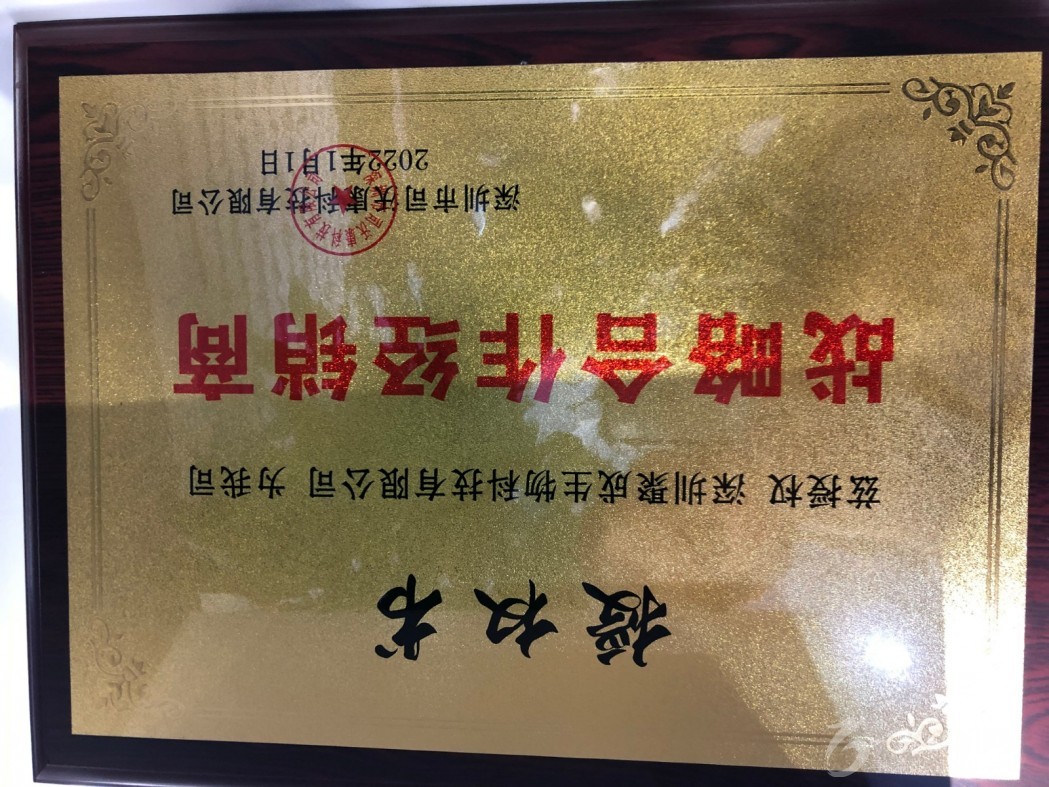 授权书
兹授权 深圳聚成生物科技有限公司 为我司
战略合作经销商
深圳市司沃康科技有限公司
2022年1月1日